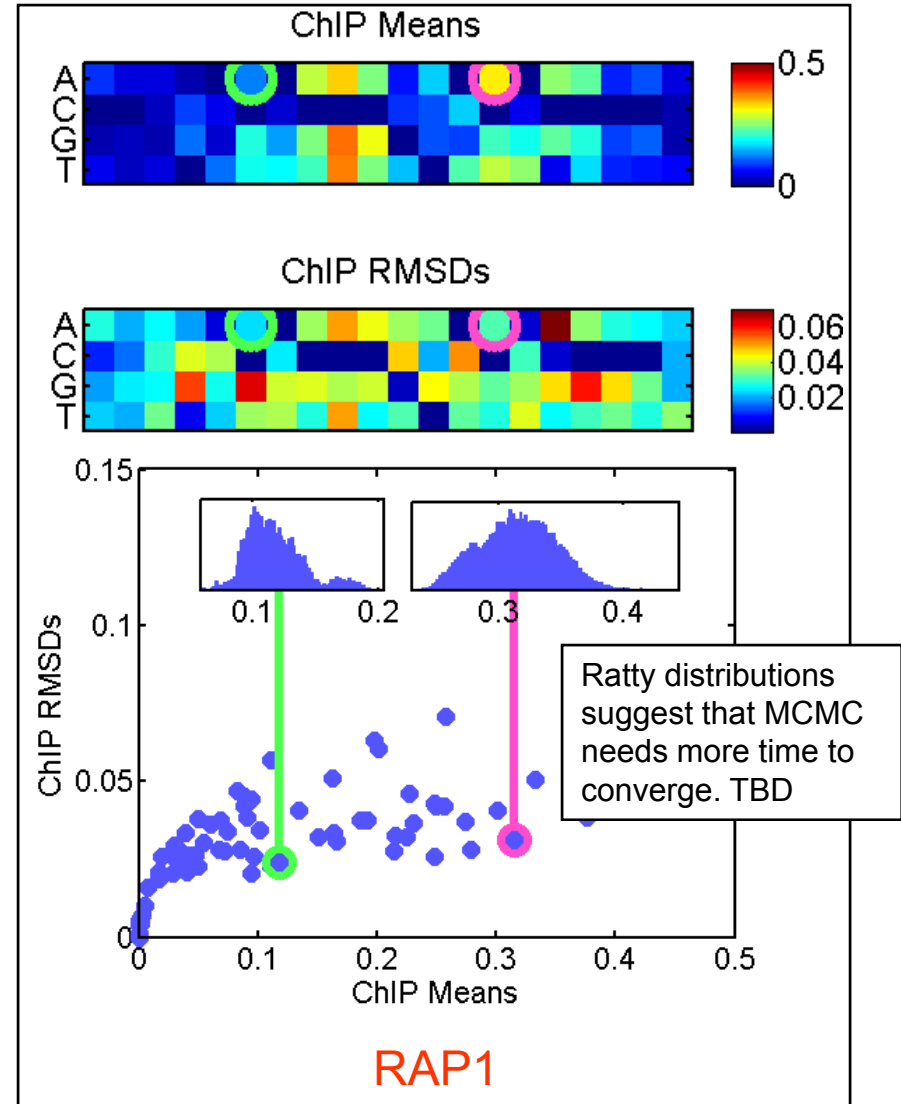 ChIP Means
A
C
G
T
0.5
0
ChIP RMSDs
A
C
G
T
0.06
0.04
0.02
0.15
0.1
0.05
0
ChIP RMSDs
0.1 0.2
0.3 0.4
Ratty distributions
suggest that MCMC
needs more time to
converge. TBD
0 0.1 0.2 0.3 0.4 0.5
ChIP Means
RAP1